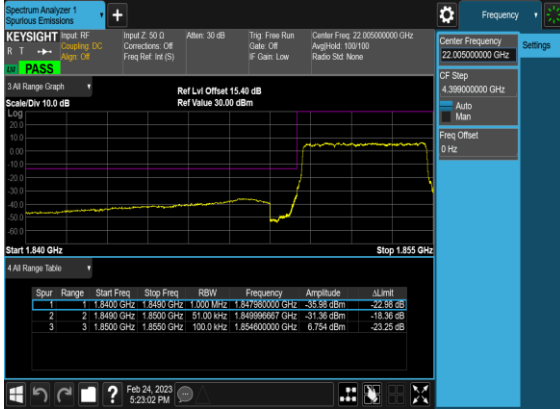 Spectrum Analyzer 1
Spurious Emissions
+
Frequency
KEYSIGHT
R T
LNI PASS
Input: RF
Coupling: DC
Align: Off
Input Z: 50 Ω
Corrections: Off
Freq Ref: Int (S)
Atten: 30 dB
Trig: Free Run
Gate: Off
IF Gain: Low
Center Freq: 22.005000000 GHz
Avg|Hold: 100/100
Radio Std: None
3 All Range Graph
Scale/Div 10.0 dB
Ref Lvl Offset 15.40 dB
Ref Value 30.00 dBm
Log
20.0
10.0
0.00
-10.0
-20.0
-30.0
-40.0
-50.0
-60.0
Start 1.840 GHz
Stop 1.855 GHz
4 All Range Table
Spur Range Start Freq Stop Freq RBW Frequency Amplitude ΔLimit
1 1 1.8400 GHz 1.8490 GHz 1.000 MHz 1.847980000 GHz -35.98 dBm -22.98 dB
2 2 1.8490 GHz 1.8500 GHz 51.00 kHz 1.849996667 GHz -31.36 dBm -18.36 dB
3 3 1.8500 GHz 1.8550 GHz 100.0 kHz 1.854600000 GHz 6.754 dBm -23.25 dB
Center Frequency
22.005000000 GHz
Settings
CF Step
4.399000000 GHz
Auto
Man
Freq Offset
0 Hz
?
Feb 24, 2023
5:23:02 PM